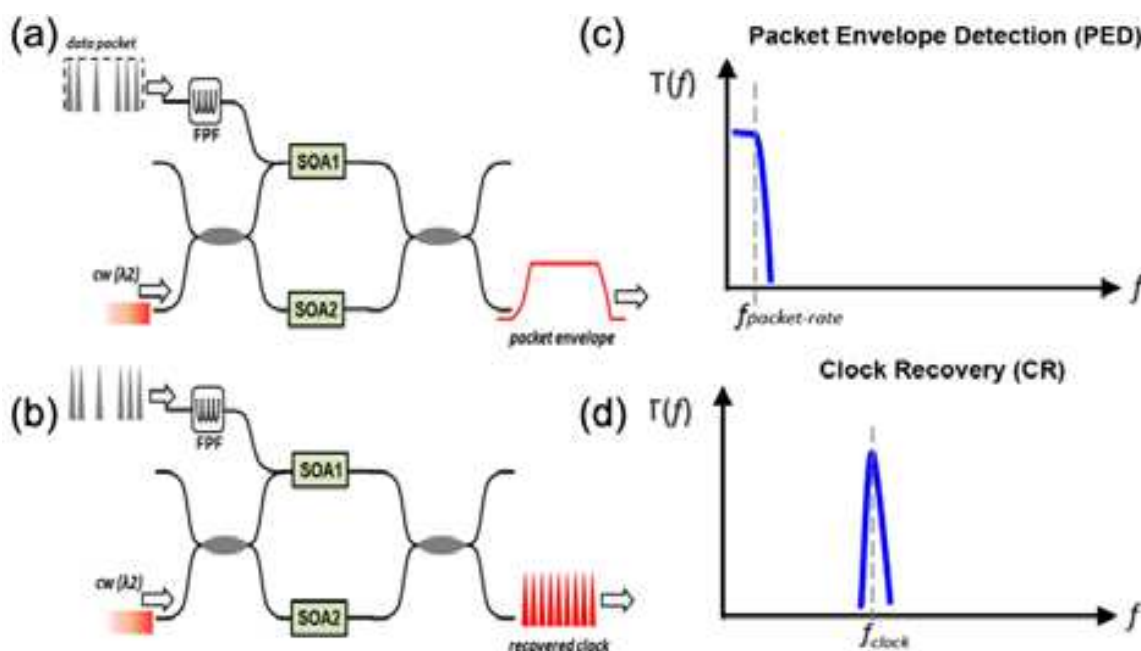 (a)
data packet
FPF
SOA1
cw (λ2)
SOA2
packet envelope
(c)
Packet Envelope Detection (PED)
T(f)
f
fpacket-rate
(b)
FPF
SOA1
cw (λ2)
SOA2
recovered clock
Clock Recovery (CR)
(d)
T(f)
f
fclock